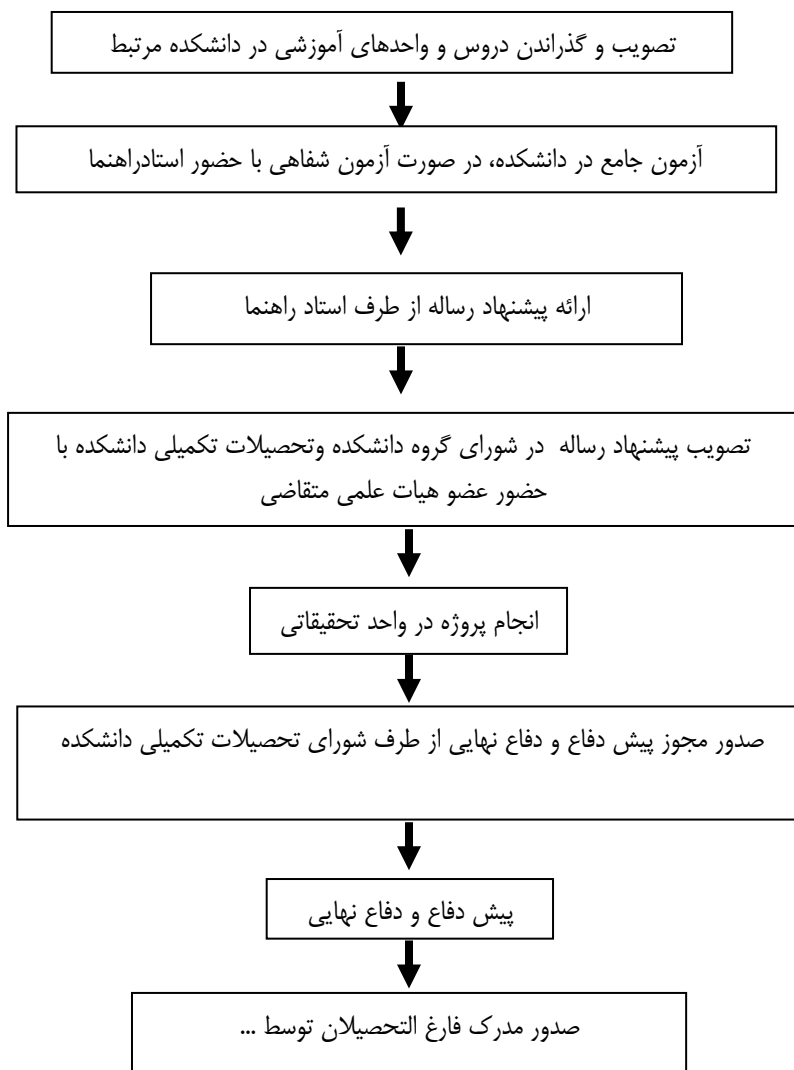 تصویب و گذراندن دروس و واحدهای آموزشی در دانشکده مرتبط
آزمون جامع در دانشکده، در صورت آزمون شفاهی با حضور استادراهنما
ارائه پیشنهاد رساله از طرف استاد راهنما
تصویب پیشنهاد رساله در شورای گروه دانشکده وتحصیلات تکمیلی دانشکده با
حضور عضو هیات علمی متقاضی
انجام پروژه در واحد تحقیقاتی
صدور مجوز پیش دفاع و دفاع نهایی از طرف شورای تحصیلات تکمیلی دانشکده
پیش دفاع و دفاع نهایی
صدور مدرک فارغ التحصیلان توسط ...